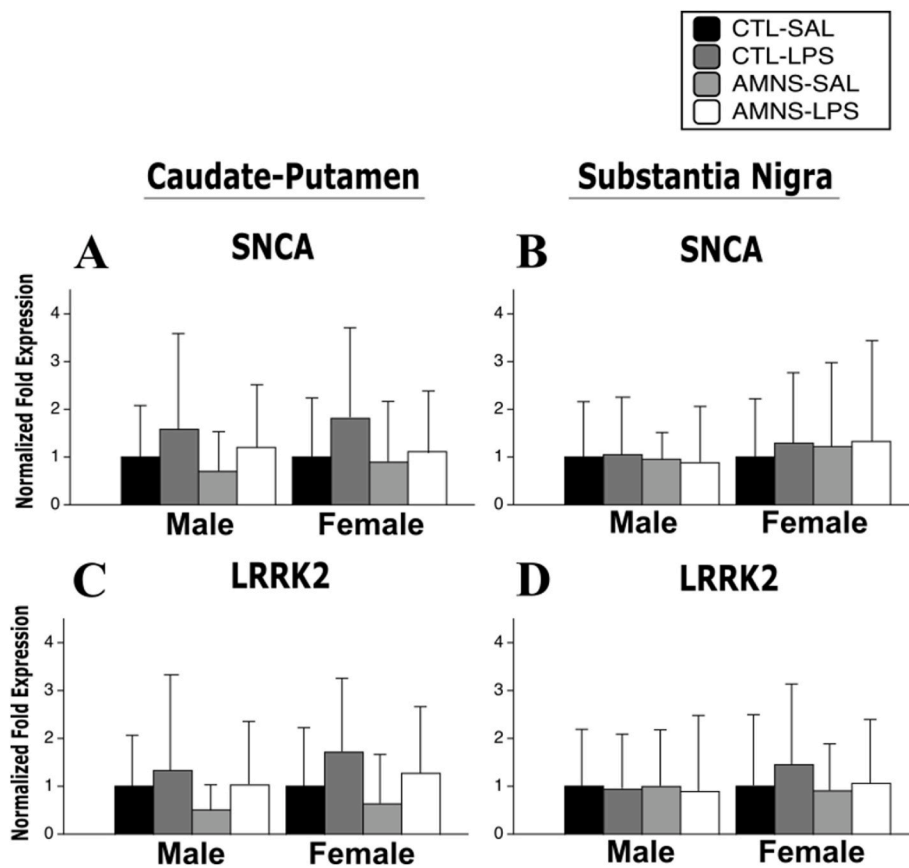 CTL-SAL
CTL-LPS
AMNS-SAL
AMNS-LPS
Caudate-Putamen
Substantia Nigra
A
SNCA
Normalized Fold Expression
4
3
2
1
0
Male
Female
B
SNCA
4
3
2
1
0
Male
Female
C
LRRK2
Normalized Fold Expression
4
3
2
1
0
Male
Female
D
LRRK2
4
3
2
1
0
Male
Female